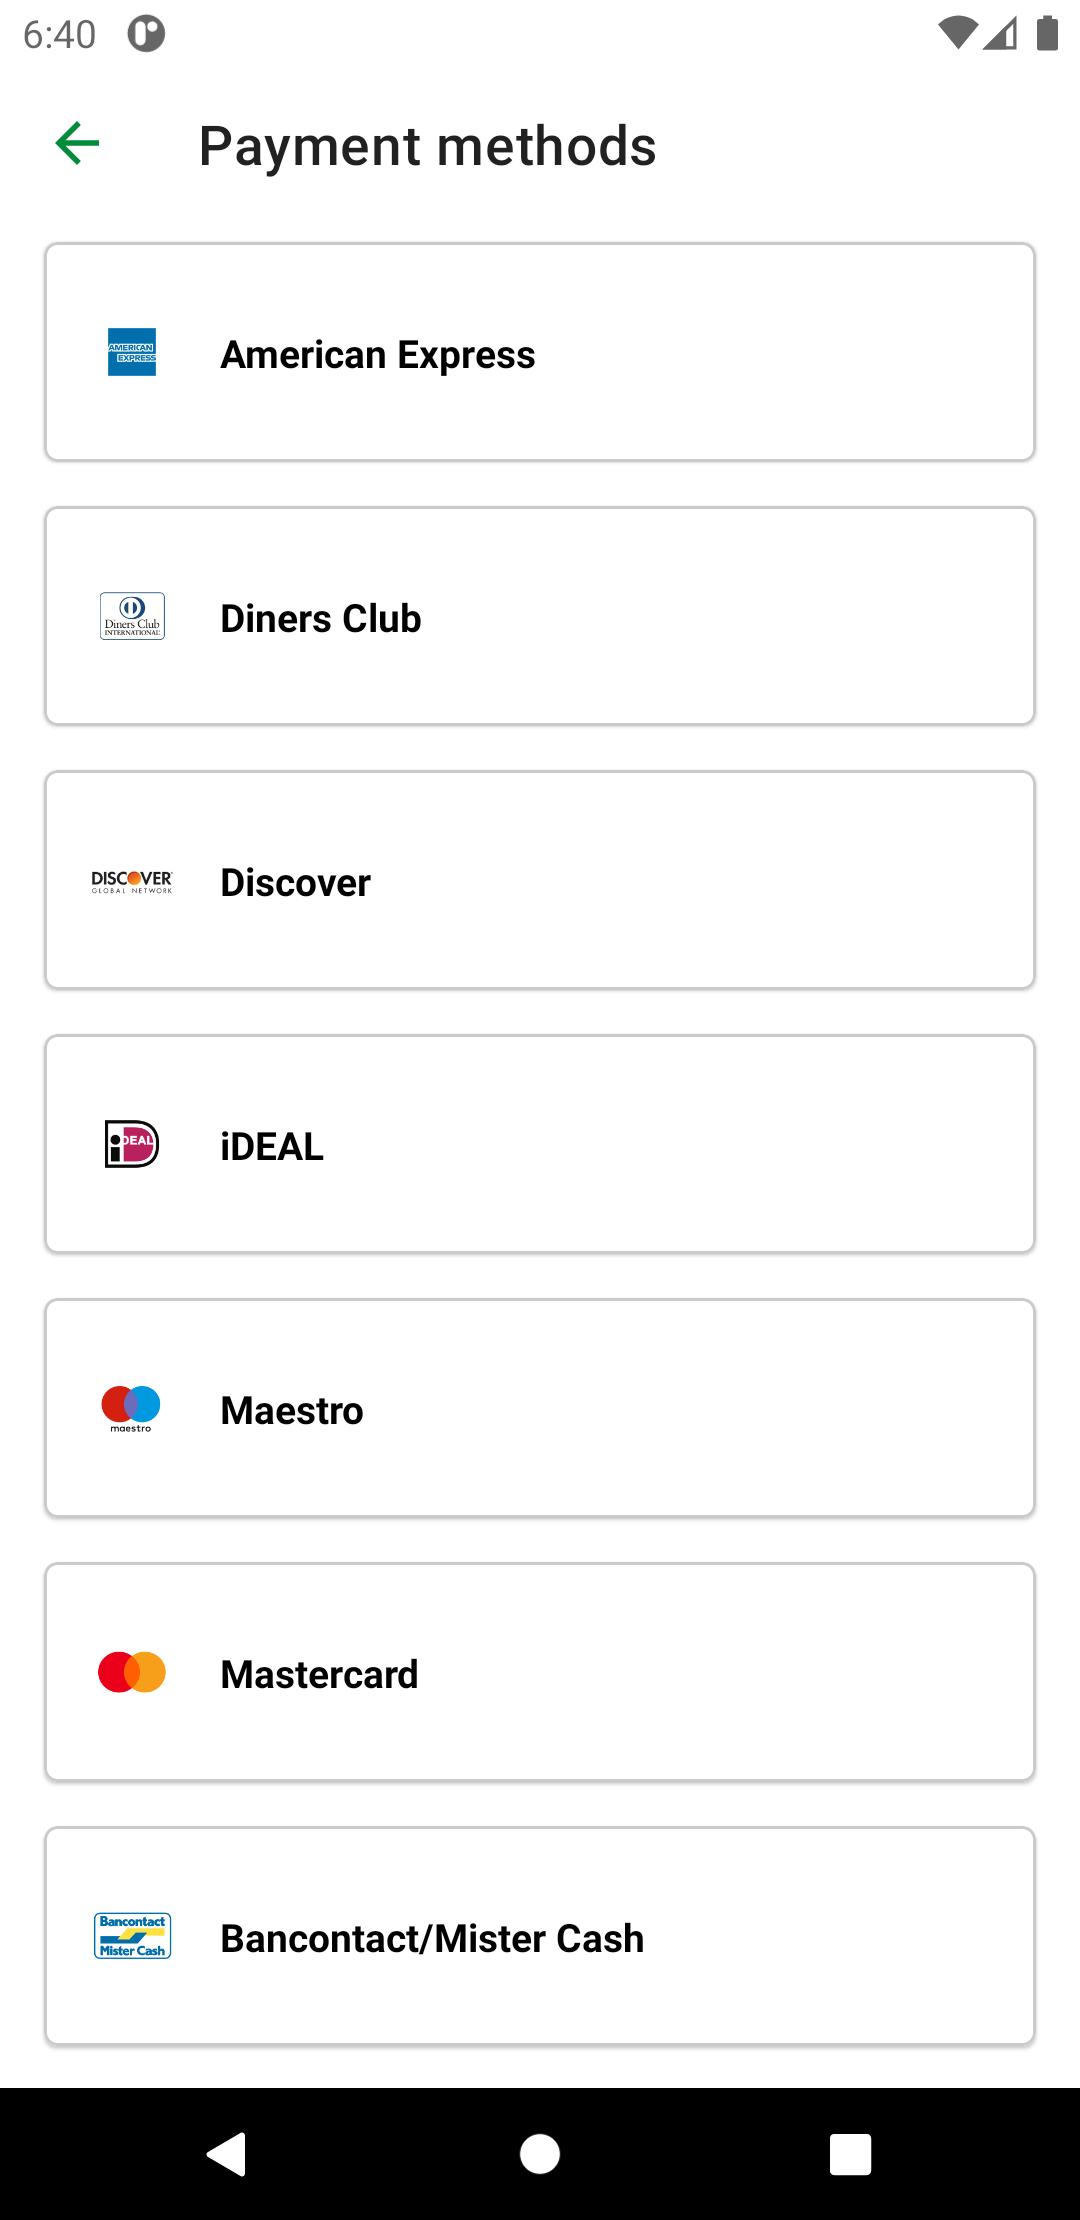 6:40
Payment methods
AMERICAN
EXPRESS
American Express
Diners Club
INTERNATIONAL
Diners Club
DISCOVER
GLOBAL NETWORK
Discover
iDEAL
iDEAL
maestro
Maestro
Mastercard
Bancontact
Mister Cash
Bancontact/Mister Cash